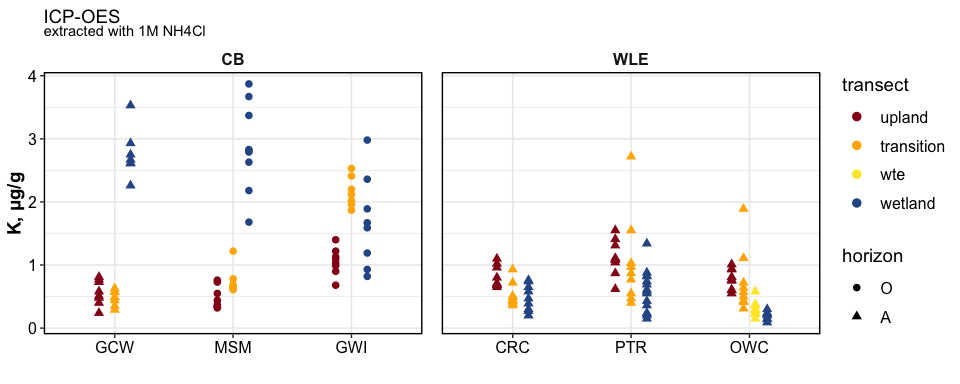 ICP-OES
extracted with 1M NH4Cl
CB
WLE
K, µg/g
4
3
2
1
0
GCW
MSM
GWI
CRC
PTR
OWC
transect
upland
transition
wte
wetland
horizon
O
A